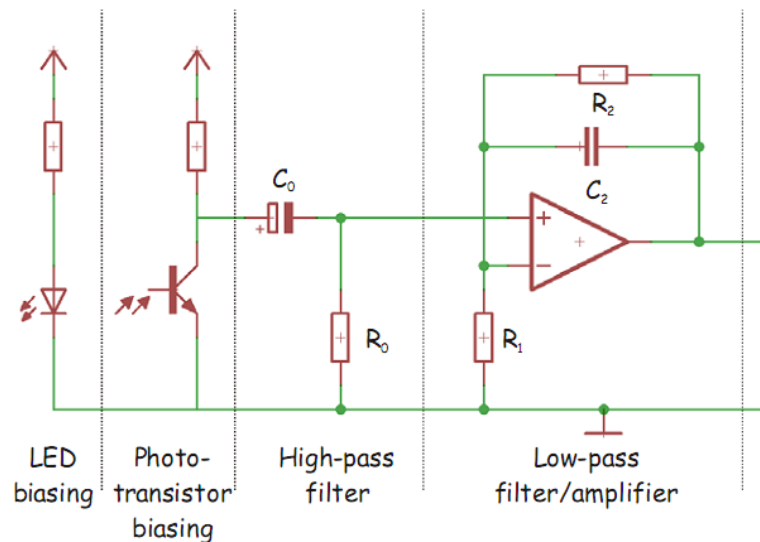 R₂
C₀
C₂
+
+
−
R₀
R₁
LED
biasing
Photo-
transistor
biasing
High-pass
filter
Low-pass
filter/amplifier